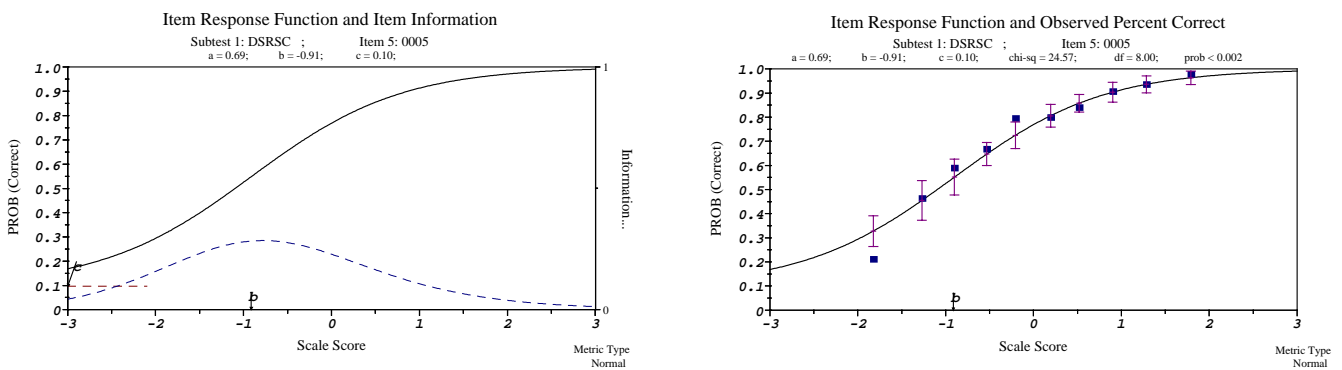 Item Response Function and Item Information
Subtest 1: DSRSC ; Item 5: 0005
a = 0.69; b = -0.91; c = 0.10;
1.0
0.9
0.8
0.7
0.6
0.5
0.4
0.3
0.2
0.1
0
PROB (Correct)
c
b
-3 -2 -1 0 1 2 3
Scale Score
1
0
Information...
Metric Type
Normal
Item Response Function and Observed Percent Correct
Subtest 1: DSRSC ; Item 5: 0005
a = 0.69; b = -0.91; c = 0.10; chi-sq = 24.57; df = 8.00; prob < 0.002
1.0
0.9
0.8
0.7
0.6
0.5
0.4
0.3
0.2
0.1
0
PROB (Correct)
b
-3 -2 -1 0 1 2 3
Scale Score
Metric Type
Normal